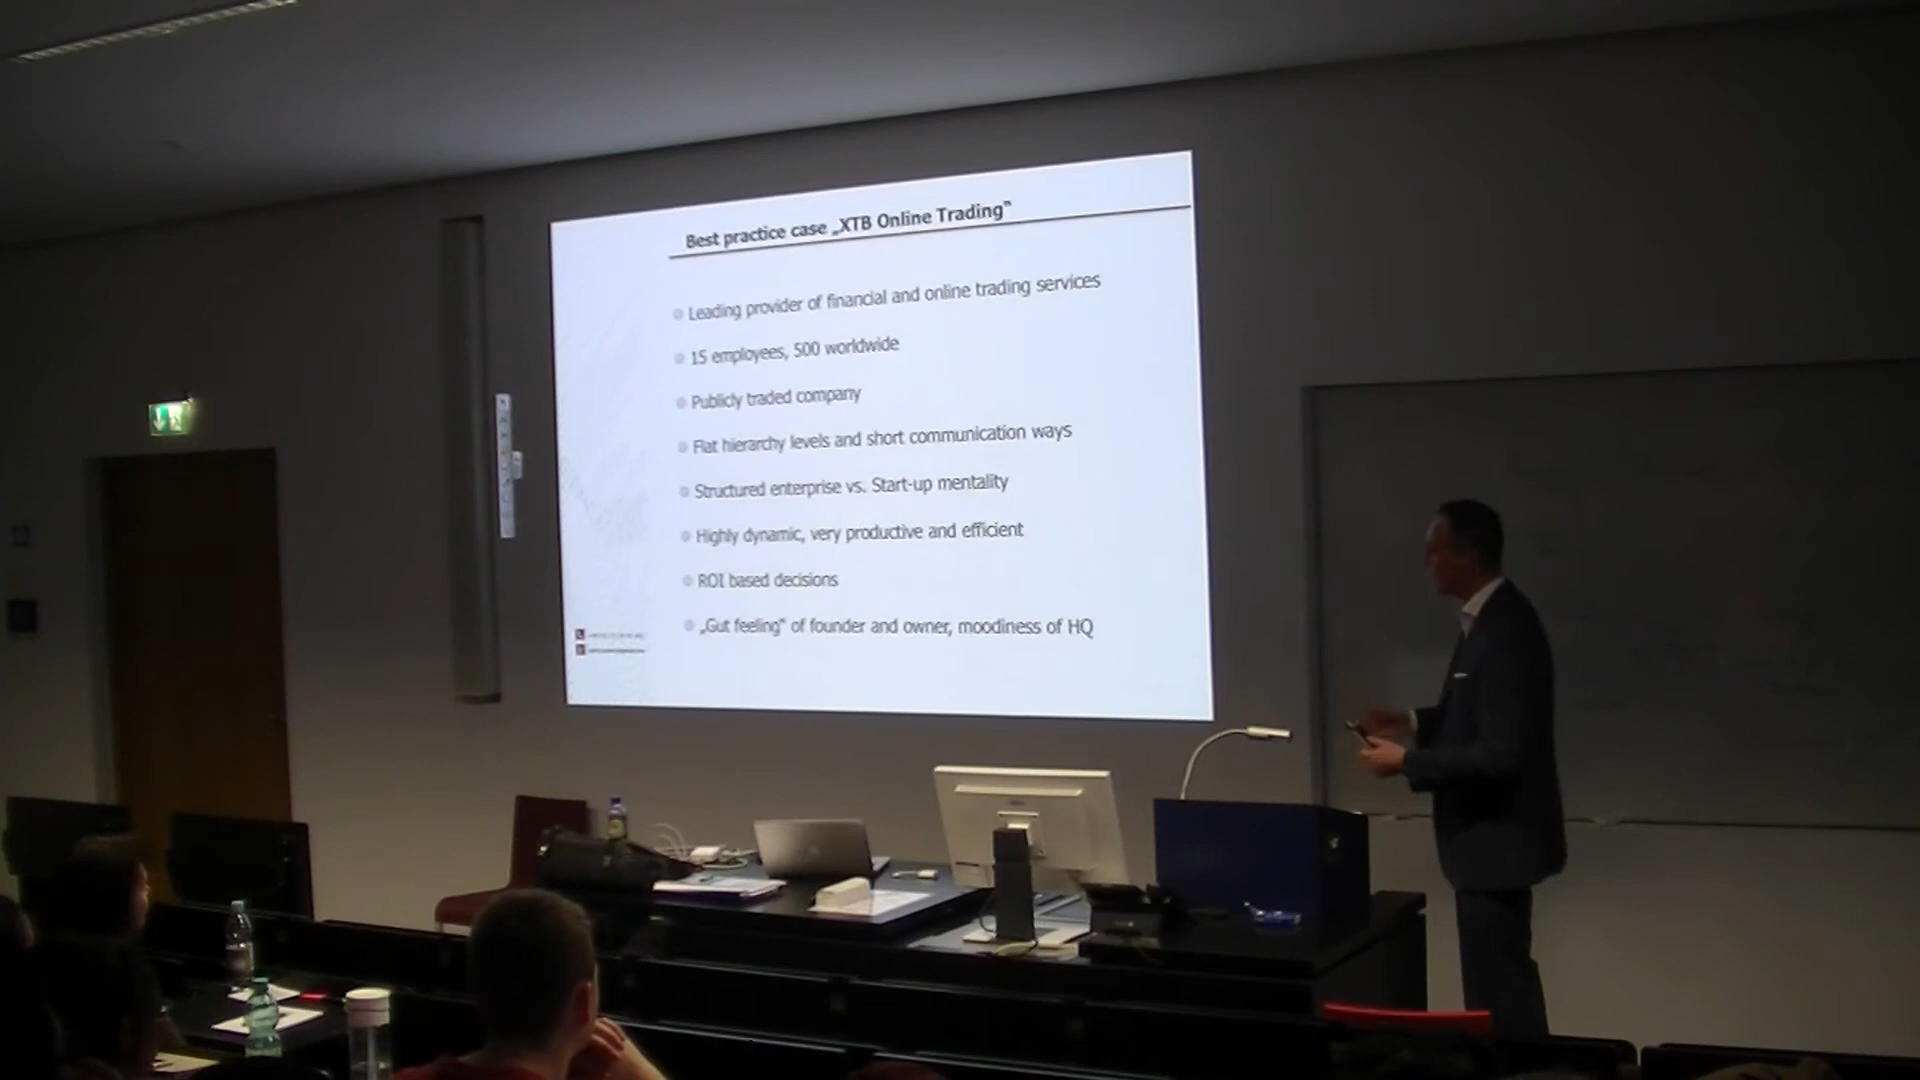 Best practice case „XTB Online Trading“
Leading provider of financial and online trading services
15 employees, 500 worldwide
Publicly traded company
Flat hierarchy levels and short communication ways
Structured enterprise vs. Start-up mentality
Highly dynamic, very productive and efficient
ROI based decisions
„Gut feeling“ of founder and owner, moodiness of HQ